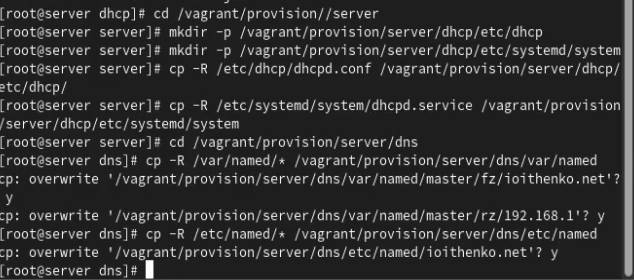 [root@server dhcp]# cd /vagrant/provision//server
[root@server server]# mkdir -p /vagrant/provision/server/dhcp/etc/dhcp
[root@server server]# mkdir -p /vagrant/provision/server/dhcp/etc/systemd/system
[root@server server]# cp -R /etc/dhcp/dhcpd.conf /vagrant/provision/server/dhcp/
etc/dhcp/
[root@server server]# cp -R /etc/systemd/system/dhcpd.service /vagrant/provision
/server/dhcp/etc/systemd/system
[root@server server]# cd /vagrant/provision/server/dns
[root@server dns]# cp -R /var/named/* /vagrant/provision/server/dns/var/named
cp: overwrite '/vagrant/provision/server/dns/var/named/master/fz/ioithenko.net'?
y
cp: overwrite '/vagrant/provision/server/dns/var/named/master/rz/192.168.1'? y
[root@server dns]# cp -R /etc/named/* /vagrant/provision/server/dns/etc/named
cp: overwrite '/vagrant/provision/server/dns/etc/named/ioithenko.net'? y
[root@server dns]#